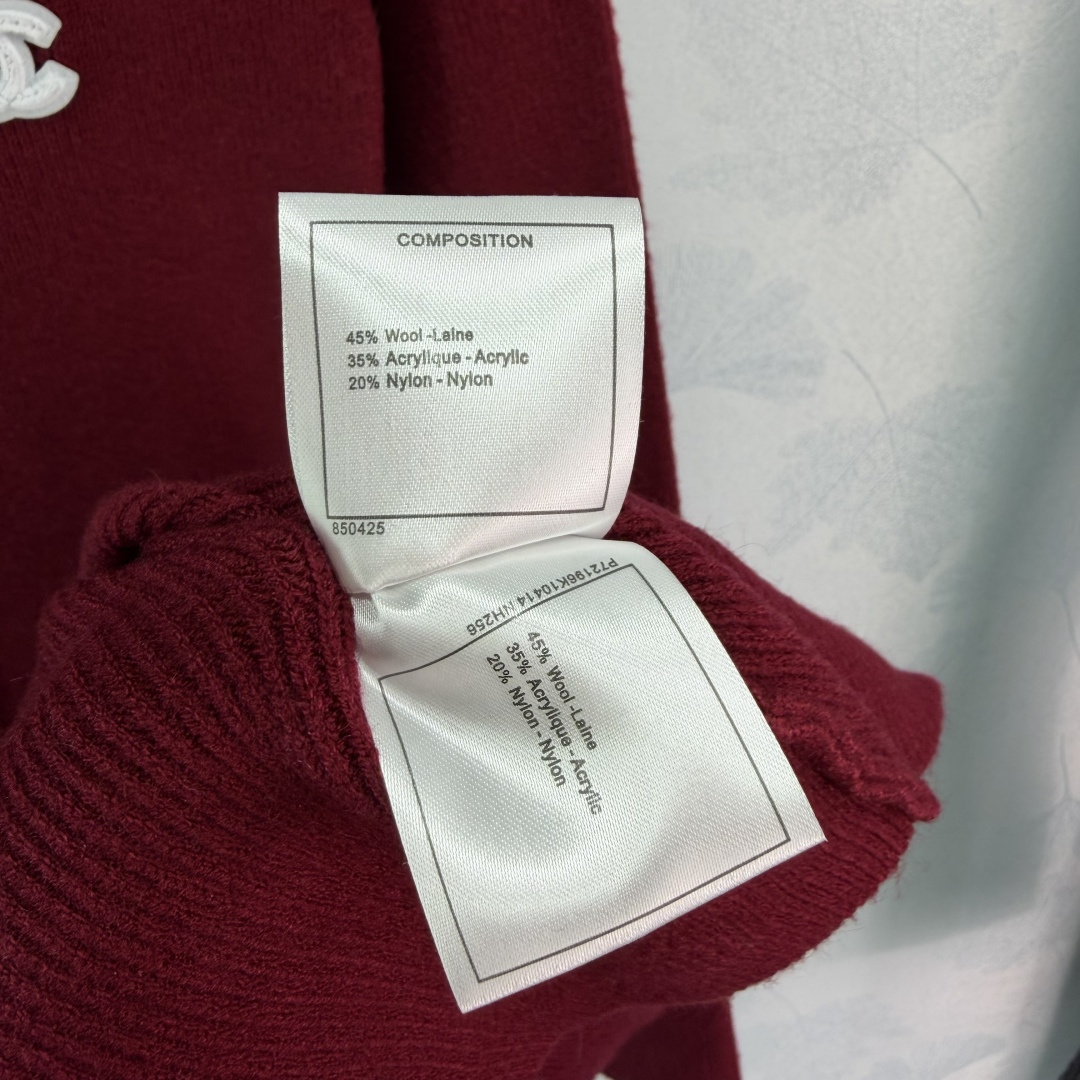 COMPOSITION
45% Wool -Laine
35% Acrylique - Acrylic
20% Nylon - Nylon
850425
P72196K10414 NH256
45% Wool -Laine
35% Acrylique - Acrylic
20% Nylon - Nylon